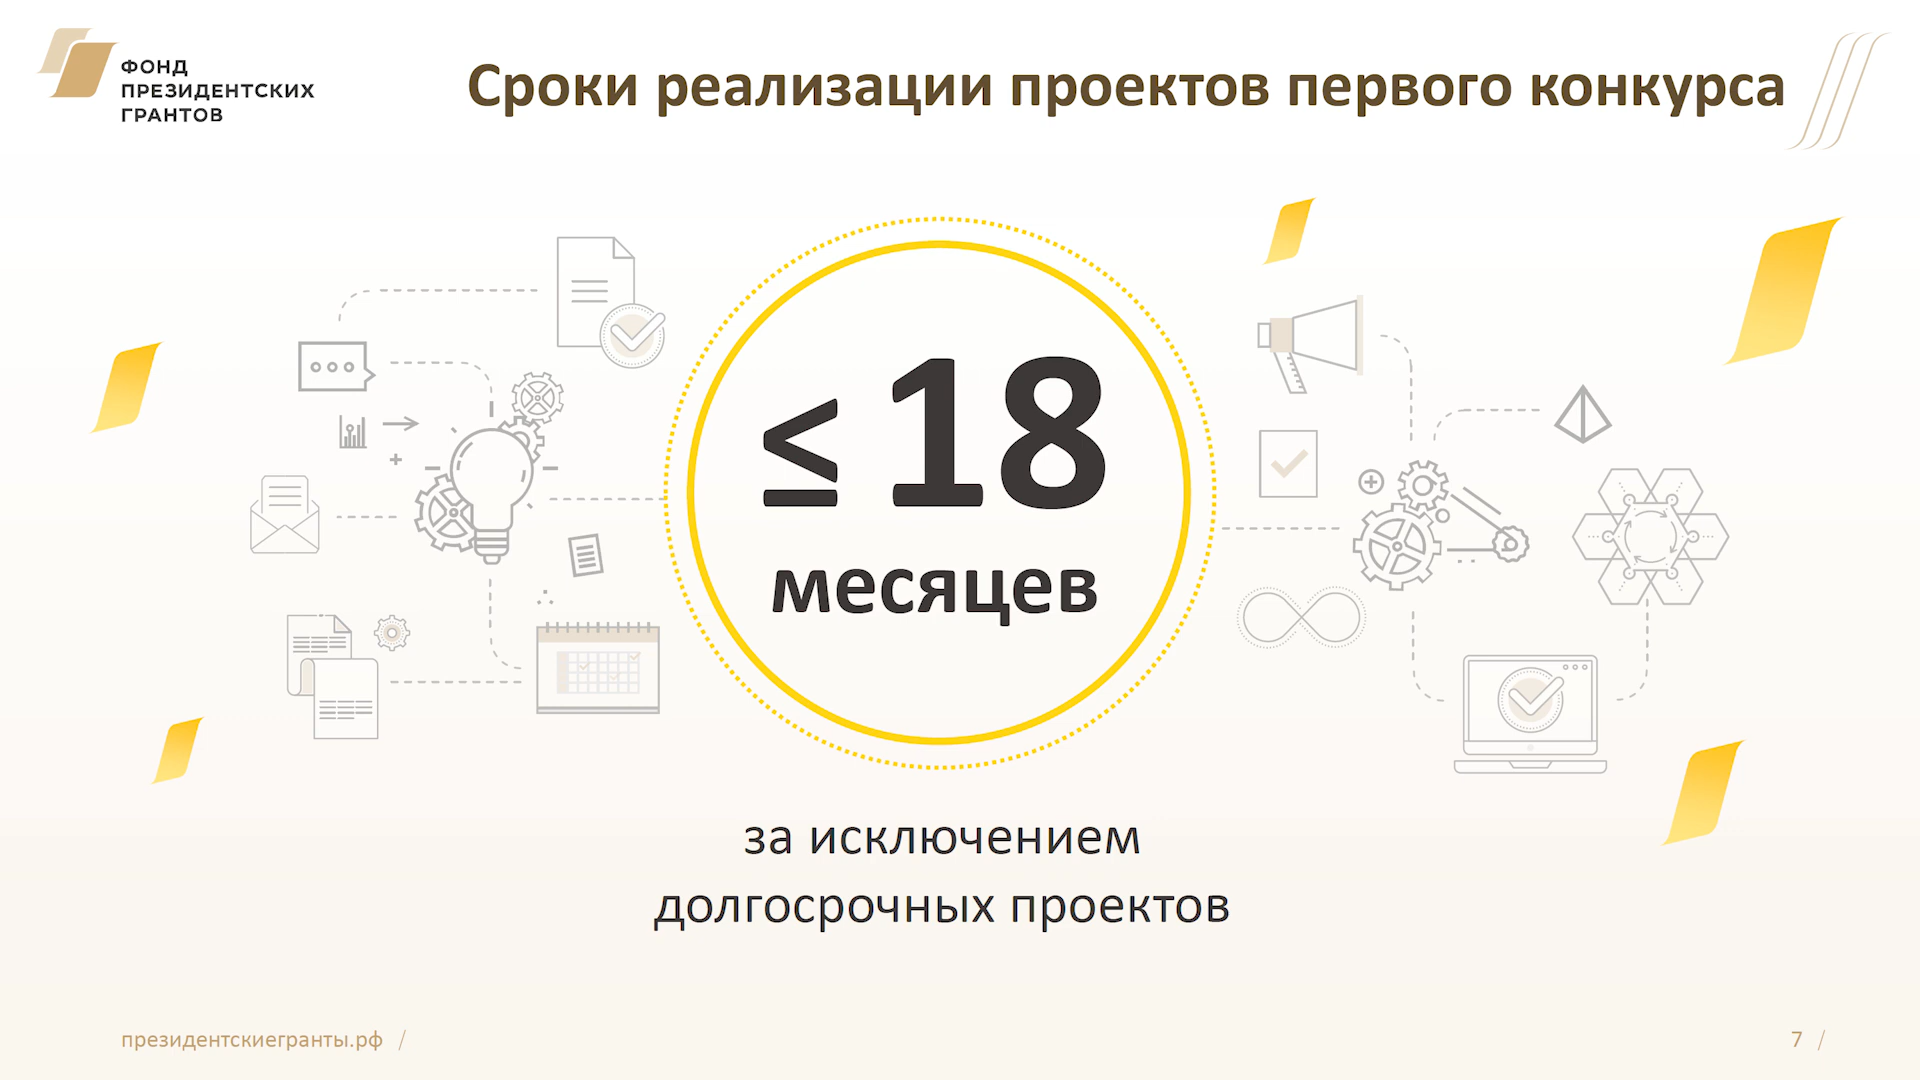 ФОНД
ПРЕЗИДЕНТСКИХ
ГРАНТОВ
Сроки реализации проектов первого конкурса
≤ 18
месяцев
за исключением
долгосрочных проектов
президентскиегранты.рф /
7 /